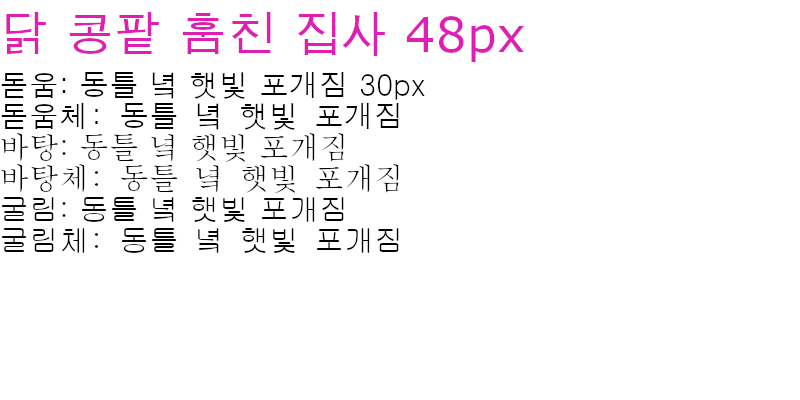 닭 콩팥 훔친 집사 48px
돋움: 동틀 녘 햇빛 포개짐 30px
돋움체: 동틀 녘 햇빛 포개짐
바탕: 동틀 녘 햇빛 포개짐
바탕체: 동틀 녘 햇빛 포개짐
굴림: 동틀 녘 햇빛 포개짐
굴림체: 동틀 녘 햇빛 포개짐